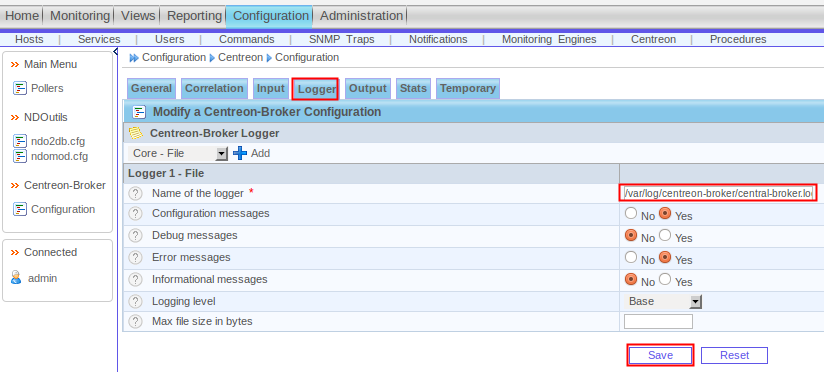 Home Monitoring Views Reporting Configuration Administration
Hosts | Services | Users | Commands | SNMP Traps | Notifications | Monitoring Engines | Centreon | Procedures
Main Menu
Pollers
NDOutils
ndo2db.cfg
ndomod.cfg
Centreon-Broker
Configuration
Connected
admin
Configuration Centreon Configuration
General Correlation Input Logger Output Stats Temporary
Modify a Centreon-Broker Configuration
Centreon-Broker Logger
Core - File Add
Logger 1 - File
Name of the logger * /var/log/centreon-broker/central-broker.lo
Configuration messages No Yes
Debug messages No Yes
Error messages No Yes
Informational messages No Yes
Logging level Base
Max file size in bytes
Save Reset